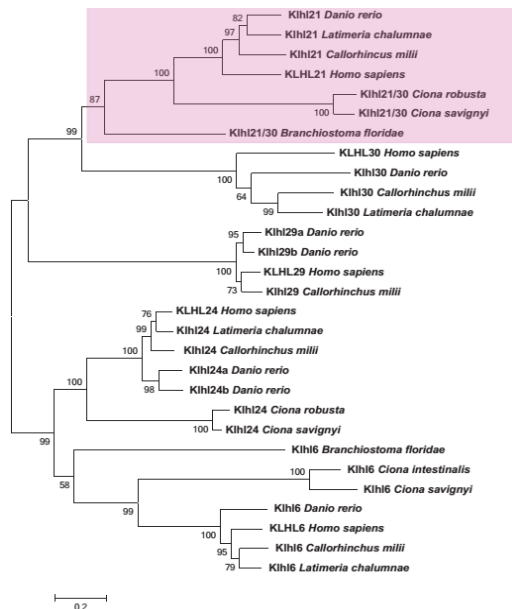 82
Klhl21 Danio rerio
97
Klhl21 Latimeria chalumnae
100
Klhl21 Callorhincus milii
100
KLHL21 Homo sapiens
87
Klhl21/30 Ciona robusta
100
Klhl21/30 Ciona savignyi
99
Klhl21/30 Branchiostoma floridae
KLHL30 Homo sapiens
100
Klhl30 Danio rerio
64
Klhl30 Callorhinchus milii
99
Klhl30 Latimeria chalumnae
95
Klhl29a Danio rerio
Klhl29b Danio rerio
100
KLHL29 Homo sapiens
73
Klhl29 Callorhinchus milii
76
KLHL24 Homo sapiens
99
Klhl24 Latimeria chalumnae
100
Klhl24 Callorhinchus milii
Klhl24a Danio rerio
98
Klhl24b Danio rerio
100
Klhl24 Ciona robusta
100
Klhl24 Ciona savignyi
99
Klhl6 Branchiostoma floridae
58
100
Klhl6 Ciona intestinalis
Klhl6 Ciona savignyi
99
Klhl6 Danio rerio
100
KLHL6 Homo sapiens
95
Klhl6 Callorhinchus milii
79
Klhl6 Latimeria chalumnae
0.2